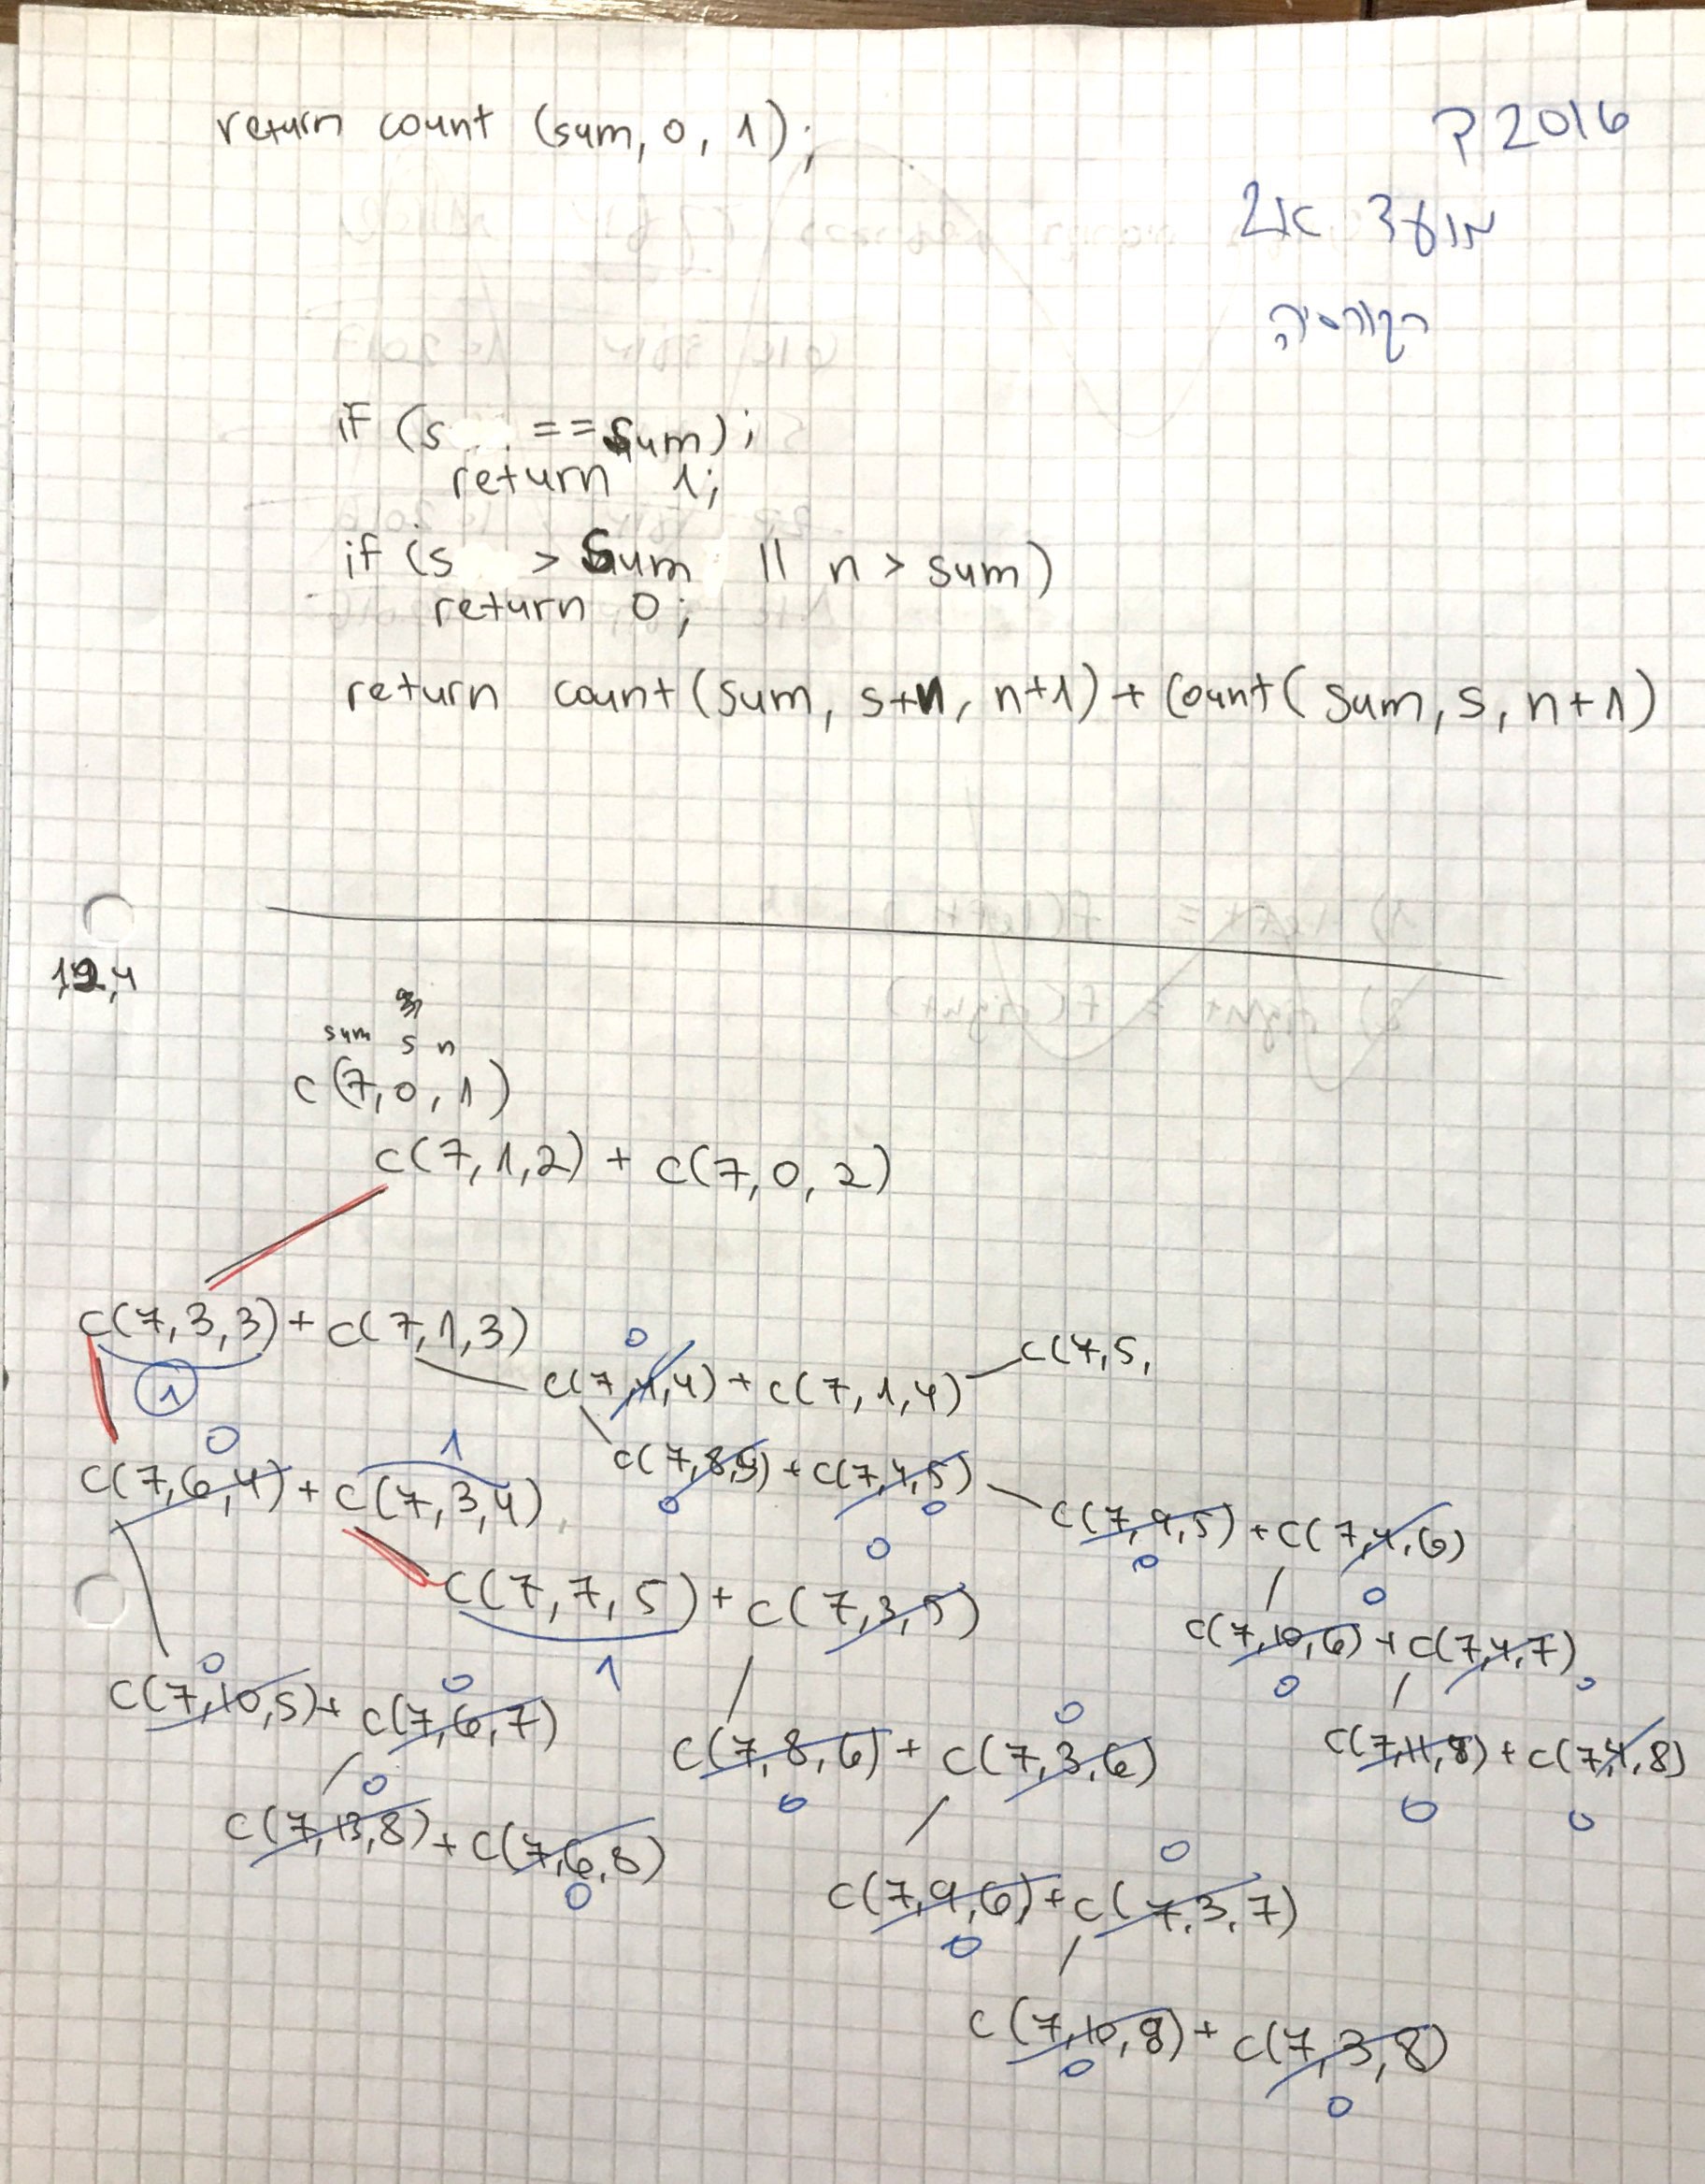 return count (sum, 0, 1);
ק 2016
מועד 2א
רקורסיה
if (s == sum);
return 1;
if (s > sum || n > sum)
return 0;
return count(sum, s+n, n+1) + count(sum, s, n+1)
sum s n
c(7,0,1)
c(7,1,2) + c(7,0,2)
c(7,3,3) + c(7,1,3)
0
c(7,4,4) + c(7,1,4)
c(7,5,
1
0
1
c(7,6,4) + c(7,3,4)
c(7,8,5) + c(7,4,5)
0
0
c(7,9,5) + c(7,4,6)
0
0
0
c(7,7,5) + c(7,3,5)
1
c(7,10,6) + c(7,4,7)
0
0
0
0
c(7,10,5) + c(7,6,7)
0
c(7,8,6) + c(7,3,6)
0
c(7,11,8) + c(7,4,8)
0
0
0
c(7,13,8) + c(7,6,8)
0
0
c(7,9,6) + c(7,3,7)
0
c(7,10,8) + c(7,3,8)
0
0